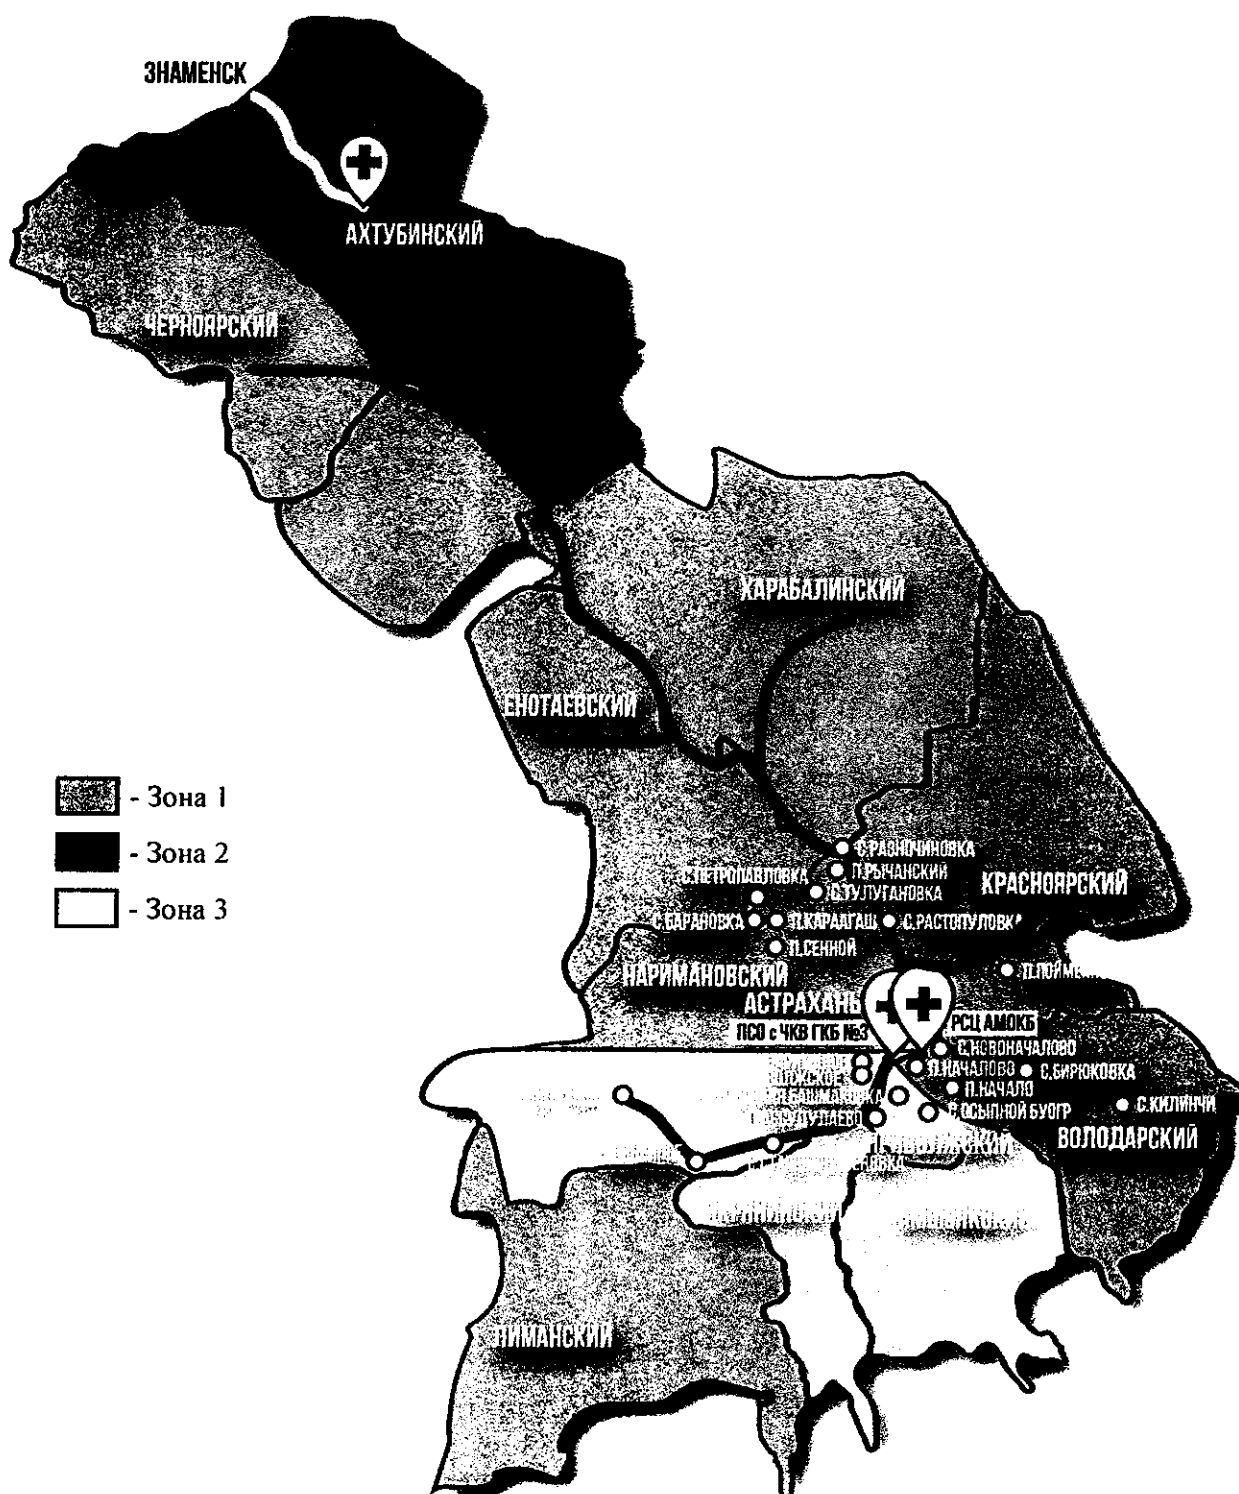 ЗНАМЕНСК
АХТУБИНСКИЙ
ЧЕРНОЯРСКИЙ
ХАРАБАЛИНСКИЙ
ЕНОТАЕВСКИЙ
- Зона 1
- Зона 2
- Зона 3
С.РАЗНОЧИНОВКА
П.РЫЧАНСКИЙ
С.ПЕТРОПАВЛОВКА
С.ТУЛУГАНОВКА
КРАСНОЯРСКИЙ
С.БАРАНОВКА
П.КАРААГАШ
С.РАСТОПУЛОВКА
П.СЕННОЙ
НАРИМАНОВСКИЙ
АСТРАХАНЬ
ПСО с ЧКВ ГКБ №3
РСЦ АМОКБ
С.НОВОНАЧАЛОВО
П.НАЧАЛОВО
С.БИРЮКОВКА
П.НАЧАЛО
С.КИЛИНЧИ
С.ОСЫПНОЙ БУОГР
ВОЛОДАРСКИЙ
ЛИМАНСКИЙ